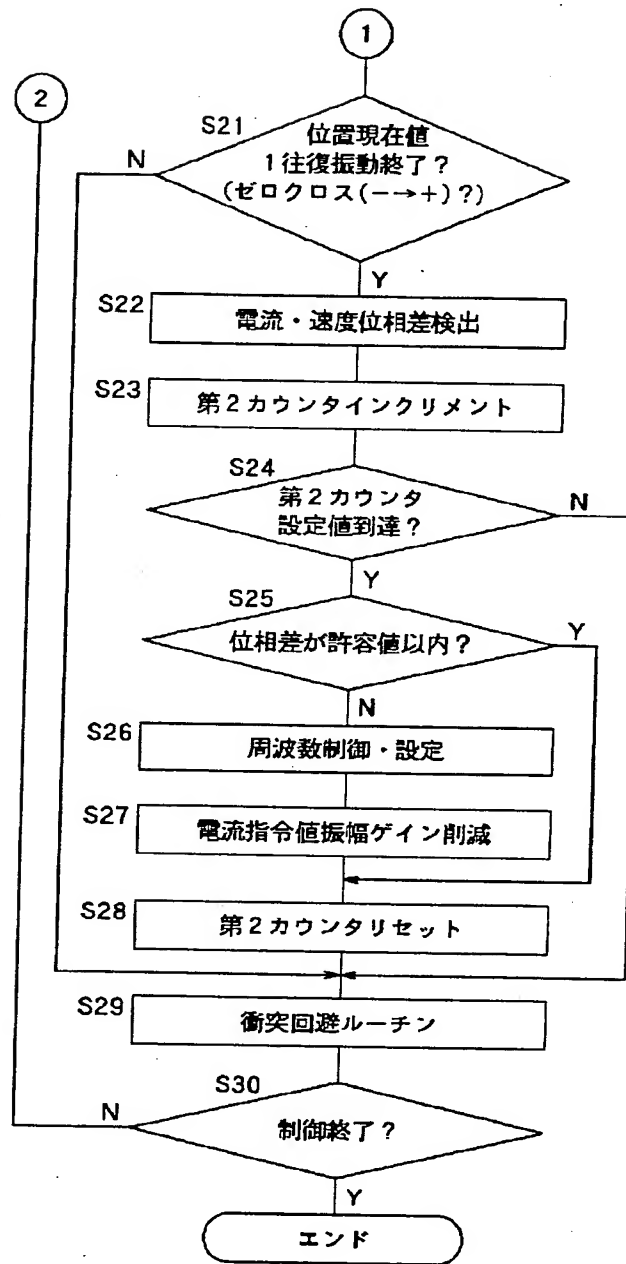 1
2
S21
位置現在値
1往復振動終了?
(ゼロクロス(−→+)?)
N
Y
S22
電流・速度位相差検出
S23
第2カウンタインクリメント
S24
第2カウンタ
設定値到達?
N
Y
S25
位相差が許容値以内?
Y
N
S26
周波数制御・設定
S27
電流指令値振幅ゲイン削減
S28
第2カウンタリセット
S29
衝突回避ルーチン
S30
N
制御終了?
Y
エンド